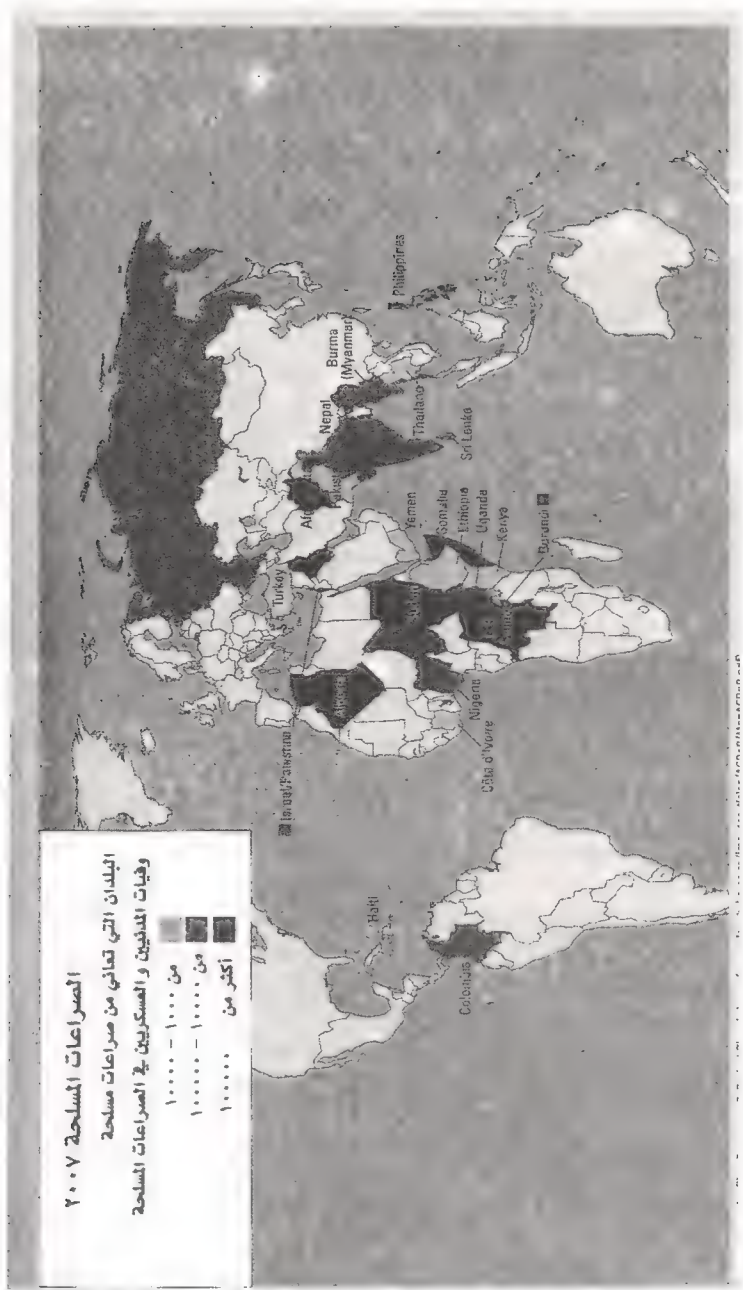 الصراعات المسلحة ٢٠٠٧
البلدان التي تعاني من صراعات مسلحة
وفيات المدنيين و العسكريين في الصراعات المسلحة
من ١٠٠٠ – ١٠٠٠٠
من ١٠٠٠٠ – ١٠٠٠٠٠
أكثر من ١٠٠٠٠٠
Haiti
Colombia
Israel/Palestine
Algeria
Côte d'Ivoire
Nigeria
Turkey
Yemen
Somalia
Ethiopia
Uganda
Kenya
Burundi
Nepal
Burma
(Myanmar)
Thailand
Sri Lanka
Philippines